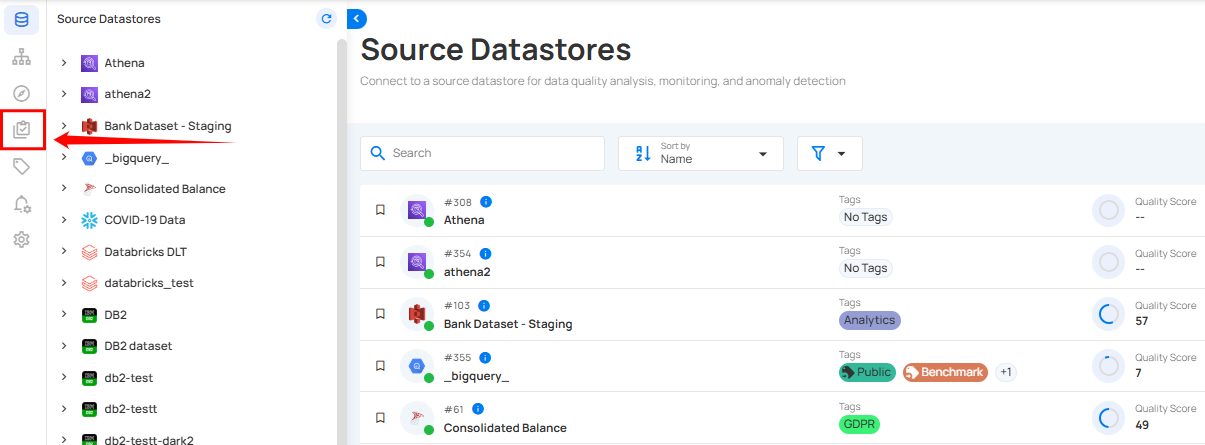 Source Datastores
Athena
athena2
Bank Dataset - Staging
_bigquery_
Consolidated Balance
COVID-19 Data
Databricks DLT
databricks_test
DB2
DB2 dataset
db2-test
db2-testt
db2-testt-dark2
Source Datastores
Connect to a source datastore for data quality analysis, monitoring, and anomaly detection
Search
Sort by
Name
#308
Athena
Tags
No Tags
Quality Score
--
#354
athena2
Tags
No Tags
Quality Score
--
#103
Bank Dataset - Staging
Tags
Analytics
Quality Score
57
#355
_bigquery_
Tags
Public Benchmark +1
Quality Score
7
#61
Consolidated Balance
Tags
GDPR
Quality Score
49